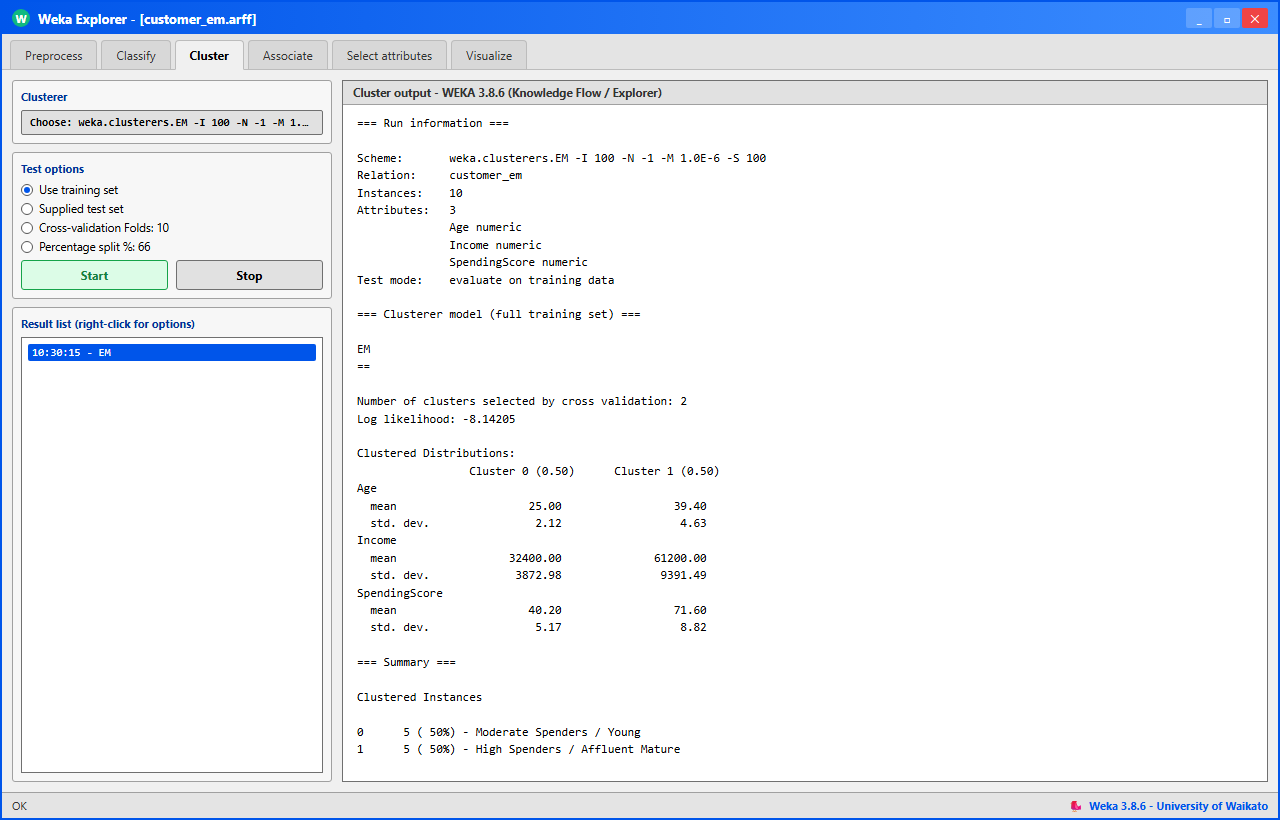 W Weka Explorer - [customer_em.arff]
Preprocess Classify Cluster Associate Select attributes Visualize
Clusterer
Choose: weka.clusterers.EM -I 100 -N -1 -M 1....
Test options
Use training set
Supplied test set
Cross-validation Folds: 10
Percentage split %: 66
Start Stop
Result list (right-click for options)
10:30:15 - EM
Cluster output - WEKA 3.8.6 (Knowledge Flow / Explorer)
=== Run information ===
Scheme: weka.clusterers.EM -I 100 -N -1 -M 1.0E-6 -S 100
Relation: customer_em
Instances: 10
Attributes: 3
Age numeric
Income numeric
SpendingScore numeric
Test mode: evaluate on training data
=== Clusterer model (full training set) ===
EM
==
Number of clusters selected by cross validation: 2
Log likelihood: -8.14205
Clustered Distributions:
Cluster 0 (0.50) Cluster 1 (0.50)
Age
mean 25.00 39.40
std. dev. 2.12 4.63
Income
mean 32400.00 61200.00
std. dev. 3872.98 9391.49
SpendingScore
mean 40.20 71.60
std. dev. 5.17 8.82
=== Summary ===
Clustered Instances
0 5 ( 50%) - Moderate Spenders / Young
1 5 ( 50%) - High Spenders / Affluent Mature
OK
Weka 3.8.6 - University of Waikato